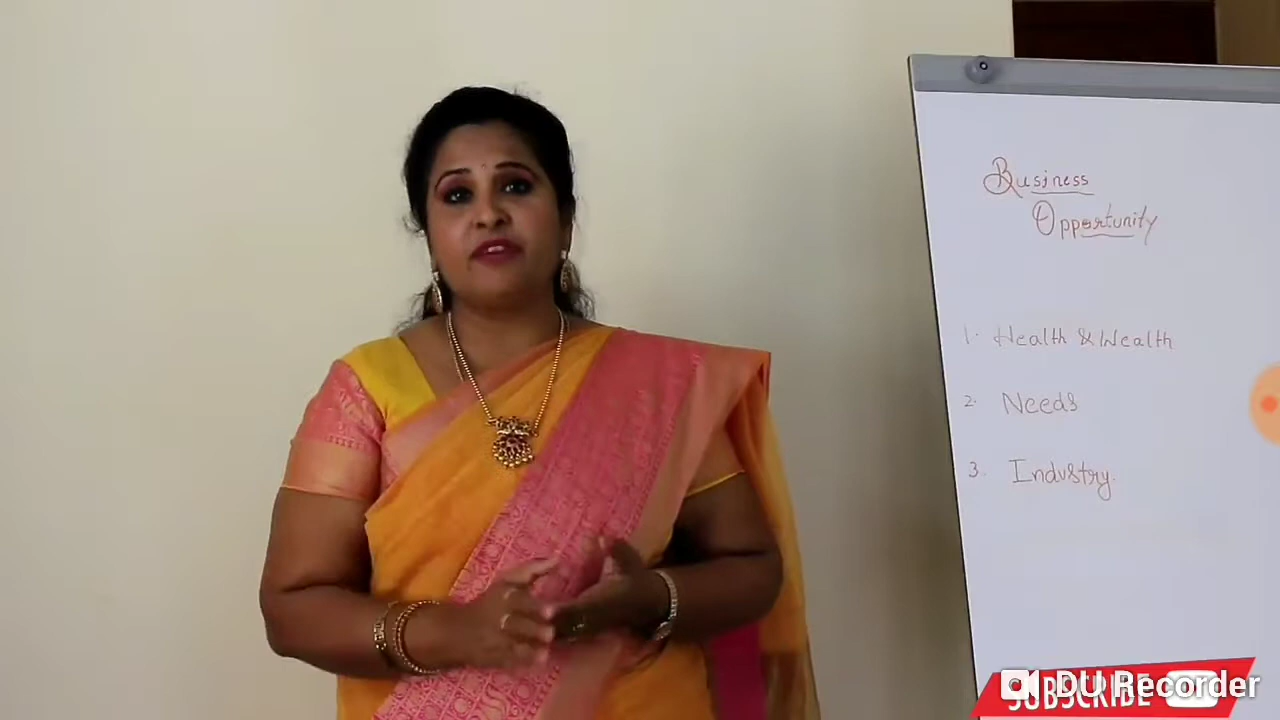 Business
Opportunity
1. Health & Wealth
2. Needs
3. Industry.
SUBSCRIBE
DU Recorder